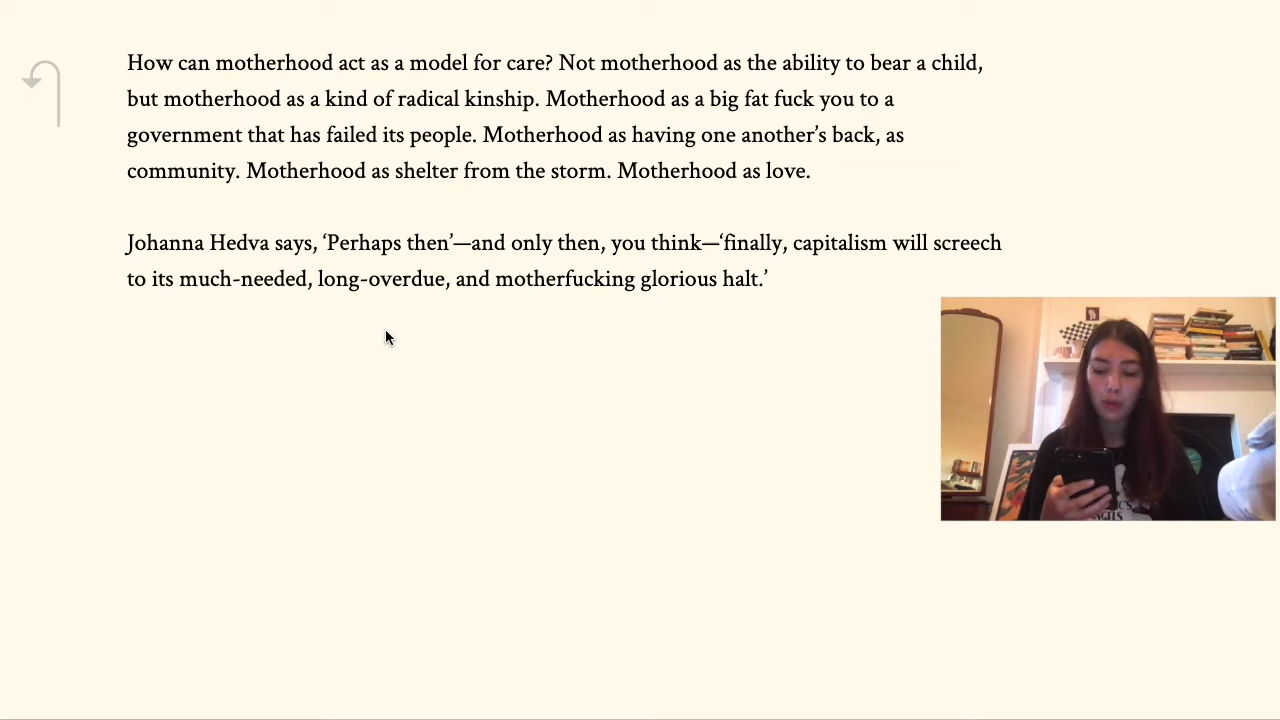 How can motherhood act as a model for care? Not motherhood as the ability to bear a child,
but motherhood as a kind of radical kinship. Motherhood as a big fat fuck you to a
government that has failed its people. Motherhood as having one another’s back, as
community. Motherhood as shelter from the storm. Motherhood as love.
Johanna Hedva says, ‘Perhaps then’—and only then, you think—‘finally, capitalism will screech
to its much-needed, long-overdue, and motherfucking glorious halt.’